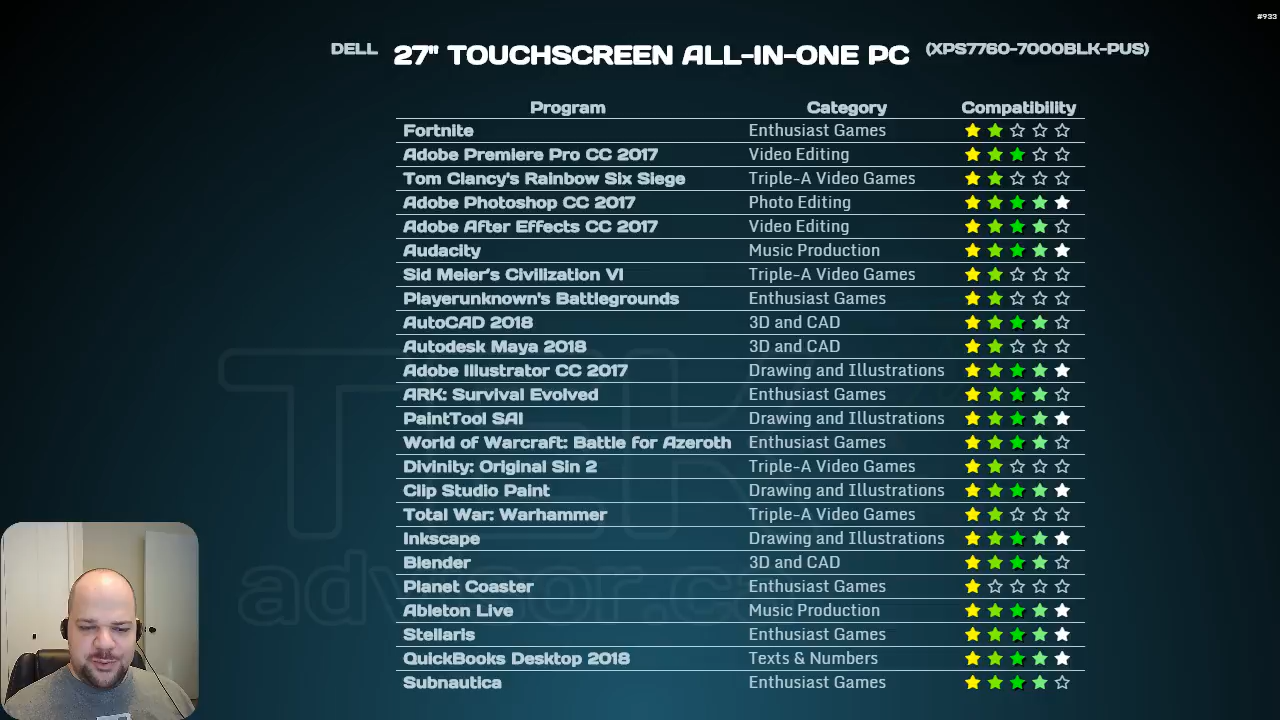 #933
DELL 27" TOUCHSCREEN ALL-IN-ONE PC (XPS7760-7000BLK-PUS)
Program Category Compatibility
Fortnite Enthusiast Games
Adobe Premiere Pro CC 2017 Video Editing
Tom Clancy's Rainbow Six Siege Triple-A Video Games
Adobe Photoshop CC 2017 Photo Editing
Adobe After Effects CC 2017 Video Editing
Audacity Music Production
Sid Meier's Civilization VI Triple-A Video Games
Playerunknown's Battlegrounds Enthusiast Games
AutoCAD 2018 3D and CAD
Autodesk Maya 2018 3D and CAD
Adobe Illustrator CC 2017 Drawing and Illustrations
ARK: Survival Evolved Enthusiast Games
PaintTool SAI Drawing and Illustrations
World of Warcraft: Battle for Azeroth Enthusiast Games
Divinity: Original Sin 2 Triple-A Video Games
Clip Studio Paint Drawing and Illustrations
Total War: Warhammer Triple-A Video Games
Inkscape Drawing and Illustrations
Blender 3D and CAD
Planet Coaster Enthusiast Games
Ableton Live Music Production
Stellaris Enthusiast Games
QuickBooks Desktop 2018 Texts & Numbers
Subnautica Enthusiast Games